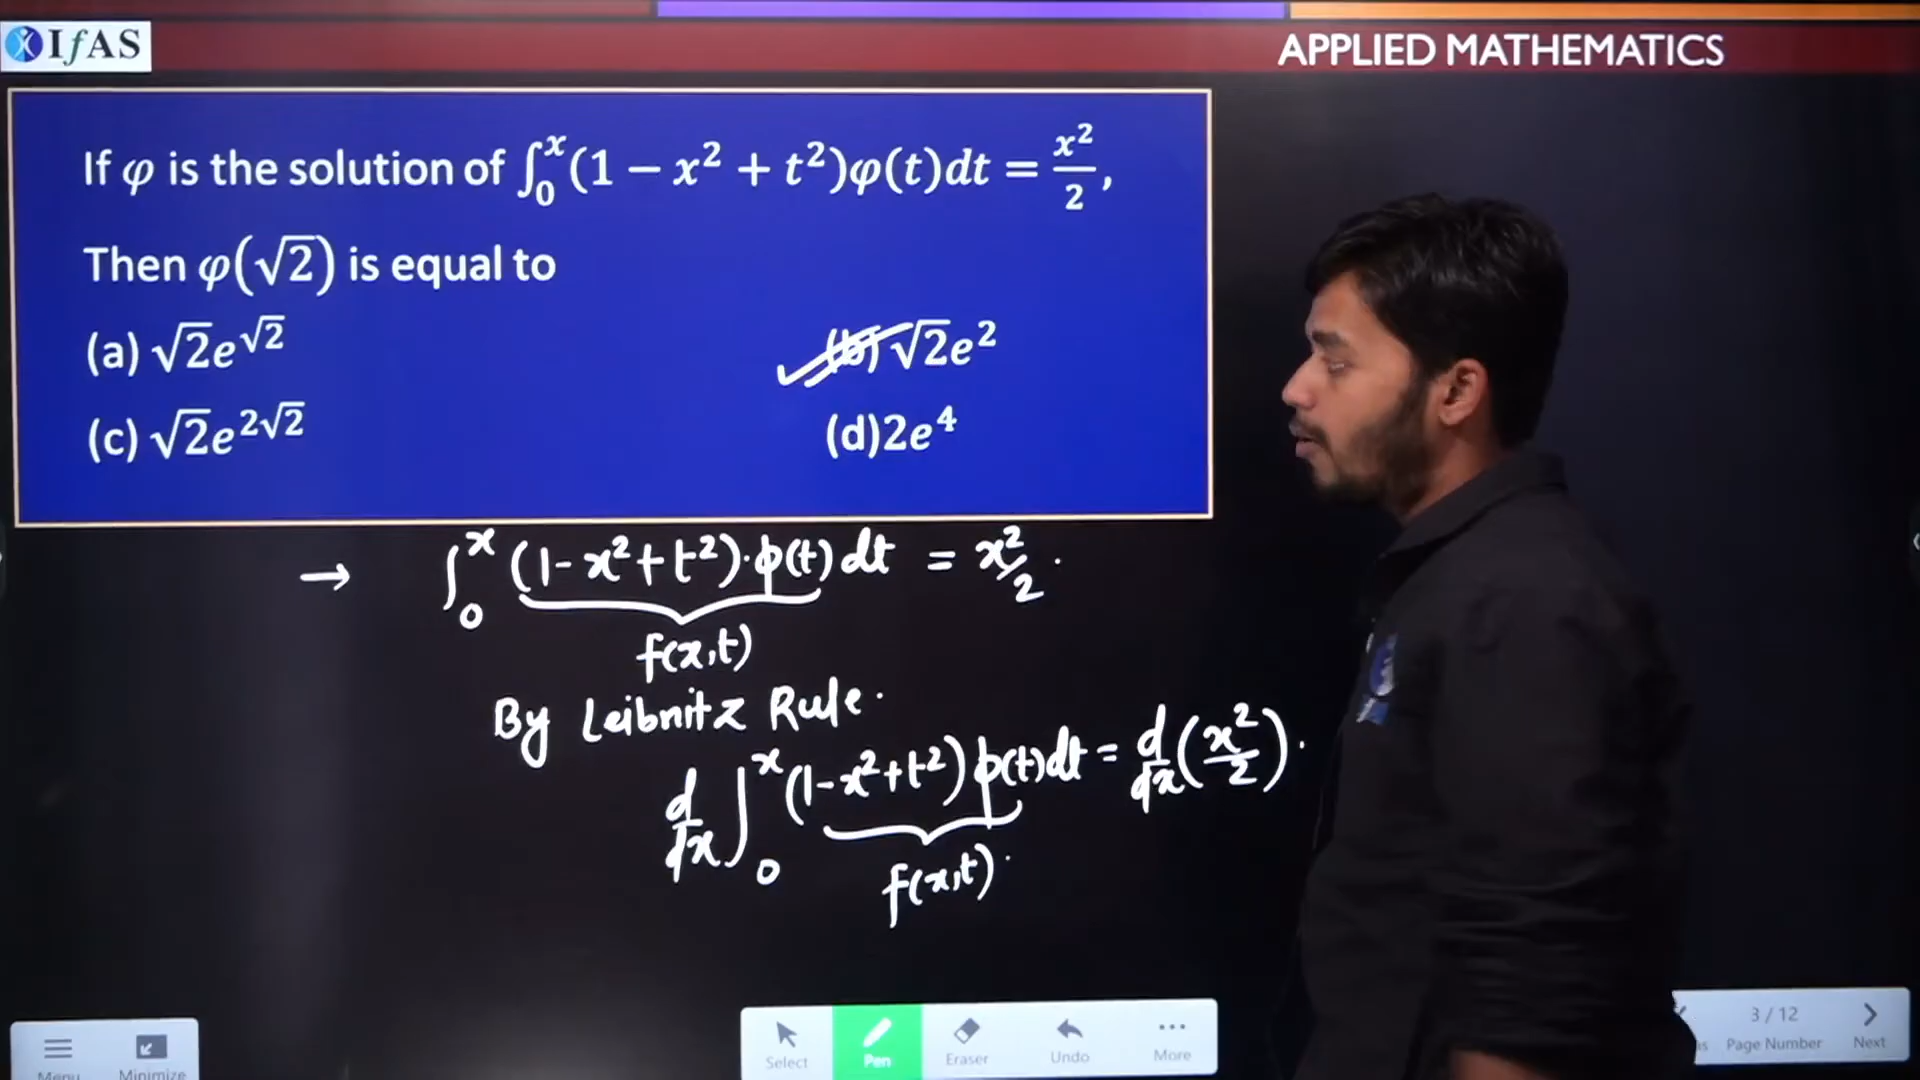 IfAS
APPLIED MATHEMATICS
If φ is the solution of ∫₀ˣ(1 − x² + t²)φ(t)dt = x²/2,
Then φ(√2) is equal to
(a) √2e^√2
(b) √2e²
(c) √2e^2√2
(d)2e⁴
→ ∫₀ˣ (1-x²+t²)·φ(t) dt = x²/2 .
f(x,t)
By Leibnitz Rule.
d/dx ∫₀ˣ (1-x²+t²) φ(t)dt = d/dx (x²/2) .
f(x,t).
Menu
Minimize
Select
Pen
Eraser
Undo
More
3 / 12
Page Number
Next